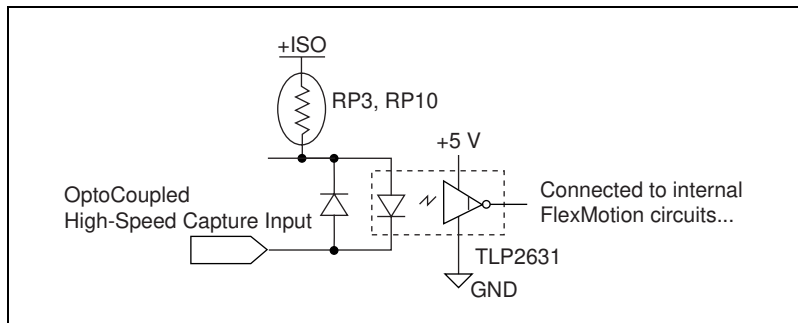 +ISO
RP3, RP10
+5 V
OptoCoupled
High-Speed Capture Input
Connected to internal
FlexMotion circuits...
TLP2631
GND